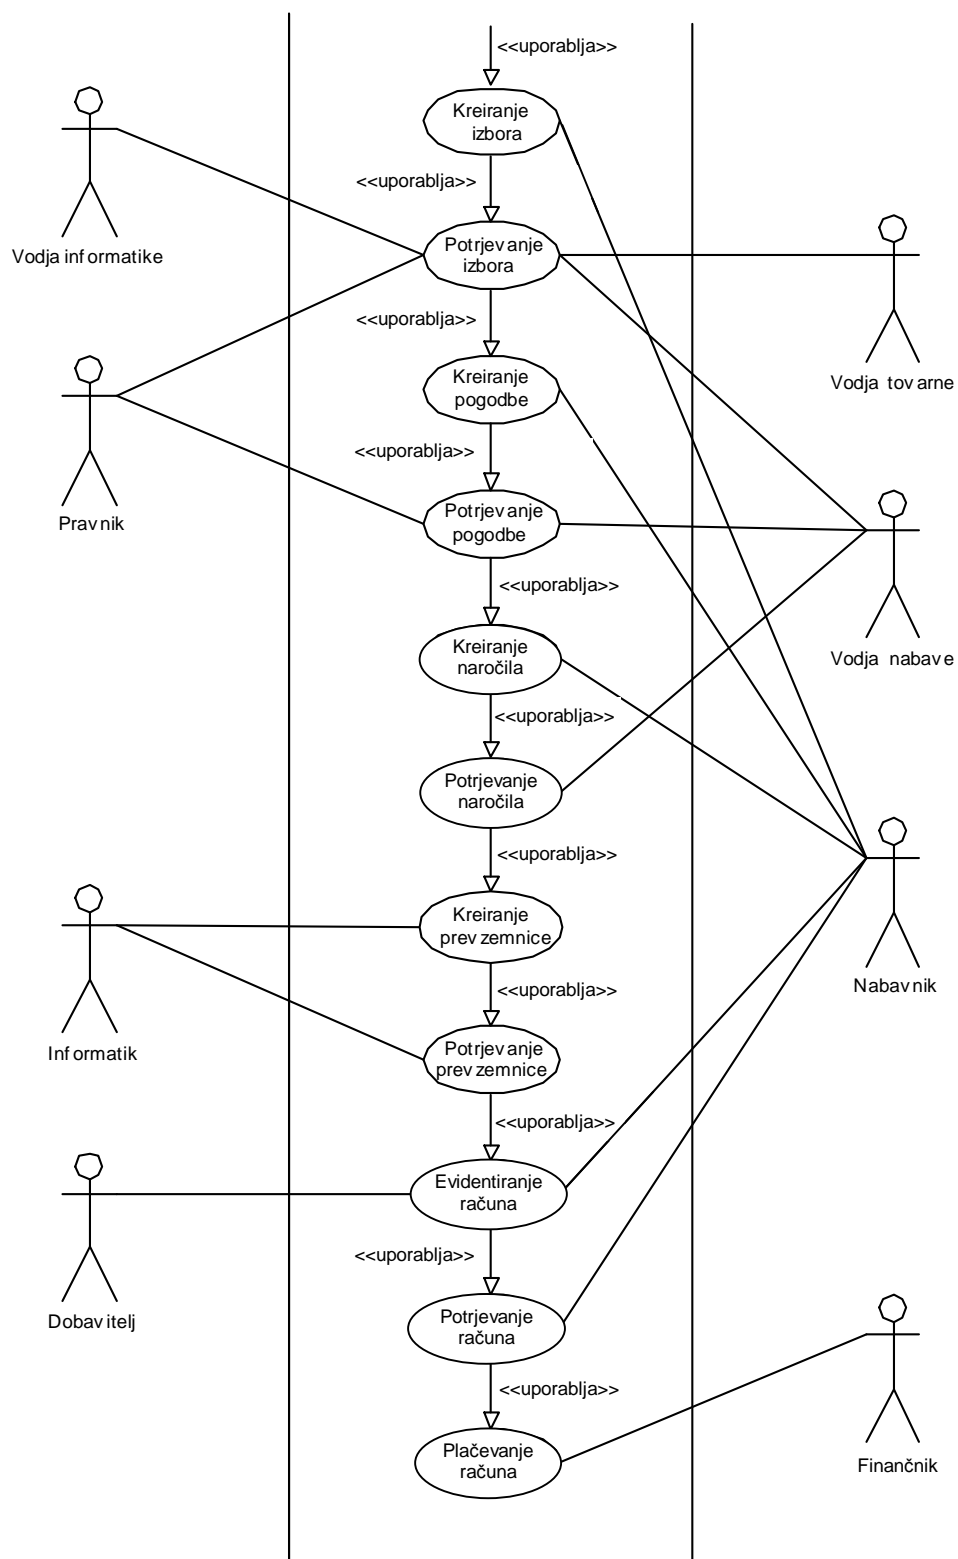 <<uporablja>>
Kreiranje
izbora
<<uporablja>>
Vodja informatike
Potrjevanje
izbora
<<uporablja>>
Vodja tovarne
Kreiranje
pogodbe
<<uporablja>>
Pravnik
Potrjevanje
pogodbe
<<uporablja>>
Kreiranje
naročila
Vodja nabave
<<uporablja>>
Potrjevanje
naročila
<<uporablja>>
Kreiranje
prevzemnice
Nabavnik
<<uporablja>>
Informatik
Potrjevanje
prevzemnice
<<uporablja>>
Evidentiranje
računa
<<uporablja>>
Dobavitelj
Potrjevanje
računa
<<uporablja>>
Plačevanje
računa
Finančnik